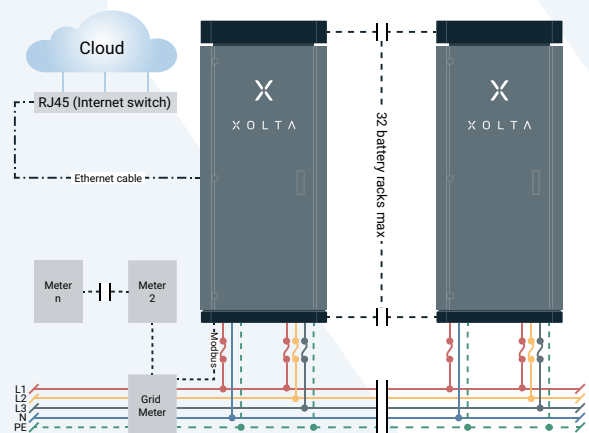 Cloud
RJ45 (Internet switch)
XOLTA
XOLTA
32 battery racks max
Ethernet cable
Meter
n
Meter
2
Modbus
Grid
Meter
L1
L2
L3
N
PE